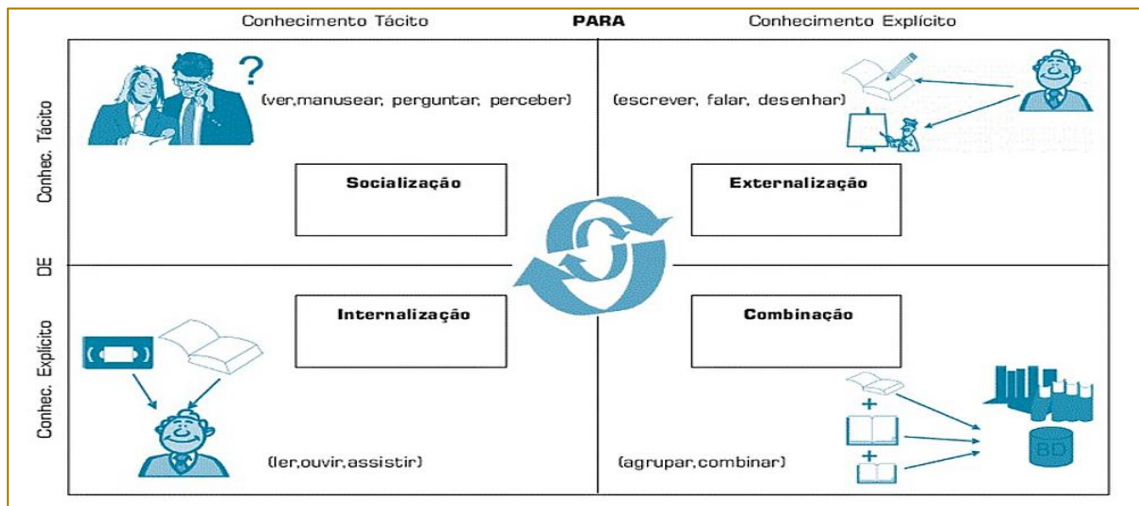 Conhecimento Tácito PARA Conhecimento Explícito
Conhec. Tácito
?
(ver,manusear, perguntar, perceber)
(escrever, falar, desenhar)
Socialização
Externalização
DE
Internalização
Combinação
Conhec. Explícito
+
+
BD
(ler,ouvir,assistir)
(agrupar,combinar)